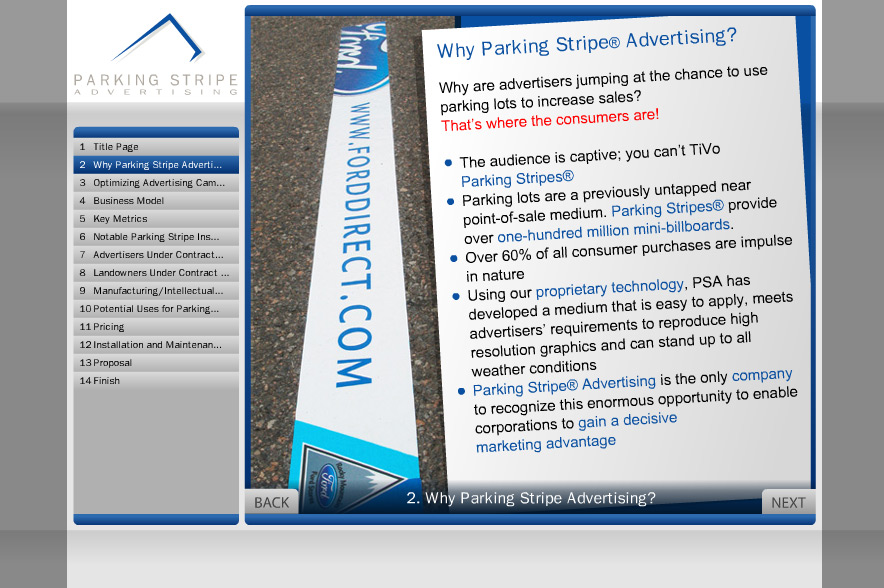 PARKING STRIPE
ADVERTISING
1 Title Page
2 Why Parking Stripe Adverti...
3 Optimizing Advertising Cam...
4 Business Model
5 Key Metrics
6 Notable Parking Stripe Ins...
7 Advertisers Under Contract...
8 Landowners Under Contract ...
9 Manufacturing/Intellectual...
10 Potential Uses for Parking...
11 Pricing
12 Installation and Maintenan...
13 Proposal
14 Finish
Ford
WWW.FORDDIRECT.COM
Ford
Why Parking Stripe® Advertising?
Why are advertisers jumping at the chance to use
parking lots to increase sales?
That's where the consumers are!
The audience is captive; you can't TiVo
Parking Stripes®
Parking lots are a previously untapped near
point-of-sale medium. Parking Stripes® provide
over one-hundred million mini-billboards.
Over 60% of all consumer purchases are impulse
in nature
Using our proprietary technology, PSA has
developed a medium that is easy to apply, meets
advertisers' requirements to reproduce high
resolution graphics and can stand up to all
weather conditions
Parking Stripe® Advertising is the only company
to recognize this enormous opportunity to enable
corporations to gain a decisive
marketing advantage
BACK
2. Why Parking Stripe Advertising?
NEXT